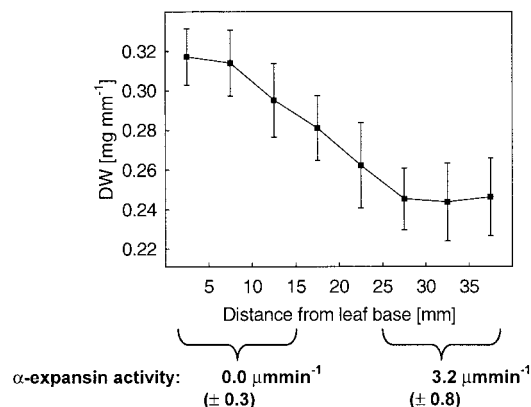 0.32
0.30
0.28
0.26
0.24
0.22
DW [mg mm⁻¹]
5 10 15 20 25 30 35
Distance from leaf base [mm]
α-expansin activity: 0.0 μmmin⁻¹ 3.2 μmmin⁻¹
(± 0.3) (± 0.8)